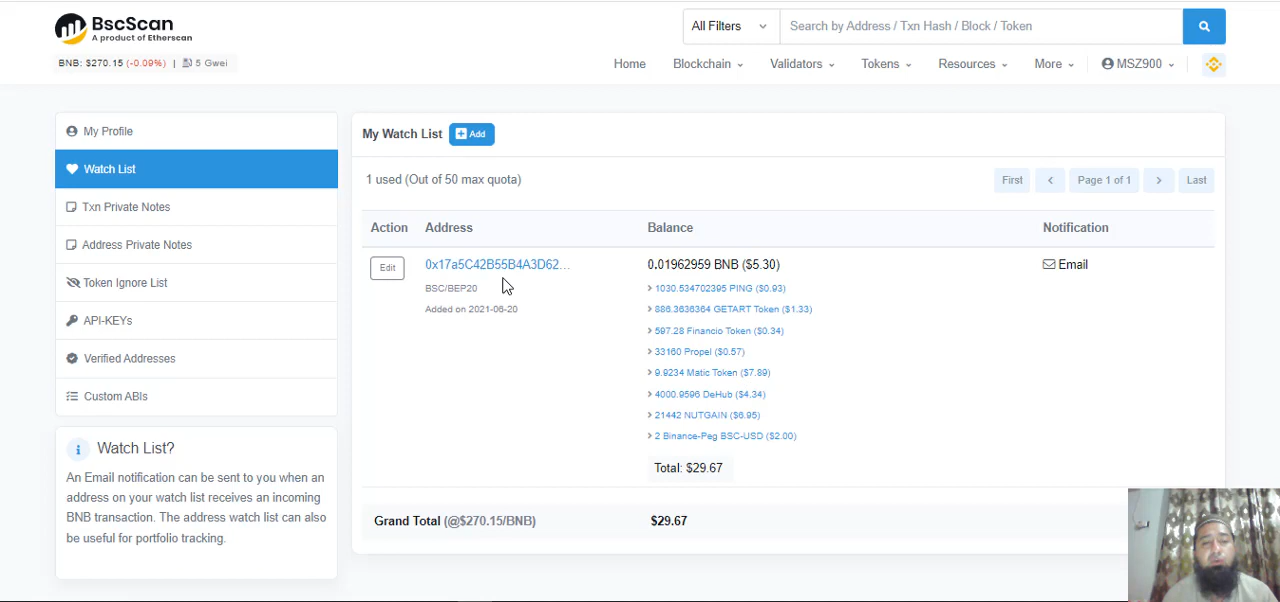 BscScan
A product of Etherscan
All Filters
Search by Address / Txn Hash / Block / Token
BNB: $270.15 (-0.09%) | 5 Gwei
Home Blockchain Validators Tokens Resources More MSZ900
My Profile
Watch List
Txn Private Notes
Address Private Notes
Token Ignore List
API-KEYs
Verified Addresses
Custom ABIs
Watch List?
An Email notification can be sent to you when an
address on your watch list receives an incoming
BNB transaction. The address watch list can also
be useful for portfolio tracking.
My Watch List Add
1 used (Out of 50 max quota)
First < Page 1 of 1 > Last
Action Address Balance Notification
Edit 0x17a5C42B55B4A3D62... 0.01962959 BNB ($5.30) Email
BSC/BEP20
Added on 2021-06-20
> 1030.534702395 PING ($0.93)
> 886.3636364 GETART Token ($1.33)
> 597.28 Financio Token ($0.34)
> 33160 Propel ($0.57)
> 9.9234 Matic Token ($7.89)
> 4000.9596 DeHub ($4.34)
> 21442 NUTGAIN ($6.95)
> 2 Binance-Peg BSC-USD ($2.00)
Total: $29.67
Grand Total (@$270.15/BNB) $29.67